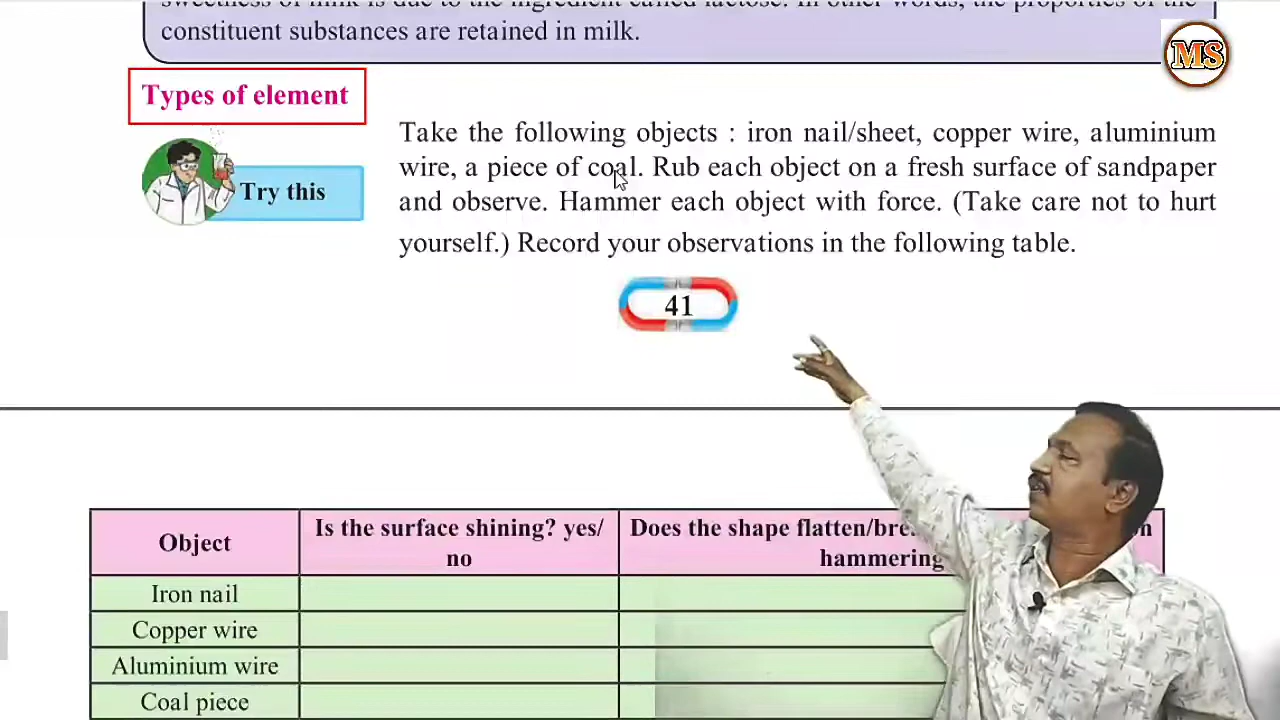 constituent substances are retained in milk.
MS
Types of element
Try this
Take the following objects : iron nail/sheet, copper wire, aluminium
wire, a piece of coal. Rub each object on a fresh surface of sandpaper
and observe. Hammer each object with force. (Take care not to hurt
yourself.) Record your observations in the following table.
41
Object
Is the surface shining? yes/
no
Does the shape flatten/
hammering
Iron nail
Copper wire
Aluminium wire
Coal piece